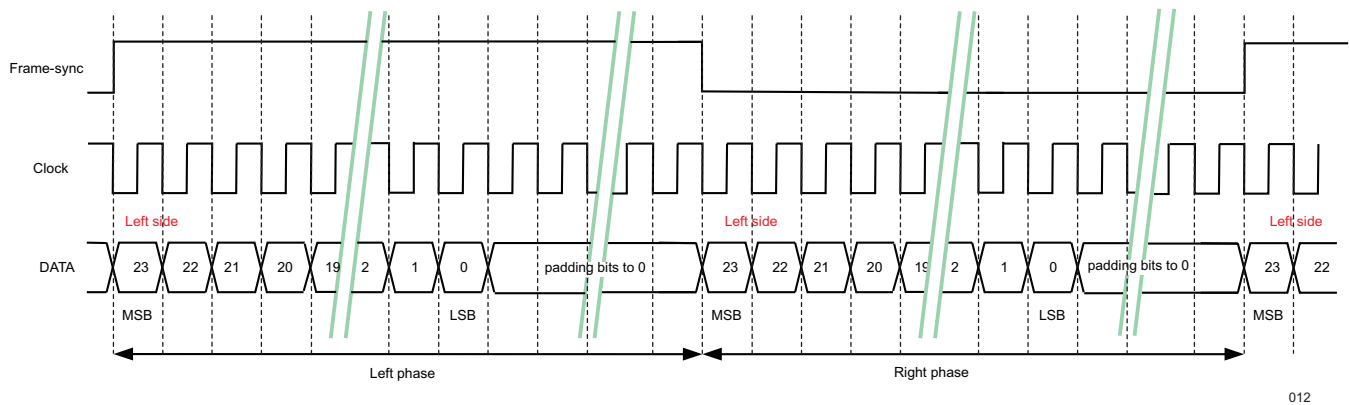 Frame-sync
Clock
Left side Left side Left side
DATA 23 22 21 20 19 2 1 0 padding bits to 0 23 22 21 20 19 2 1 0 padding bits to 0 23 22
MSB LSB MSB LSB MSB
Left phase Right phase
012